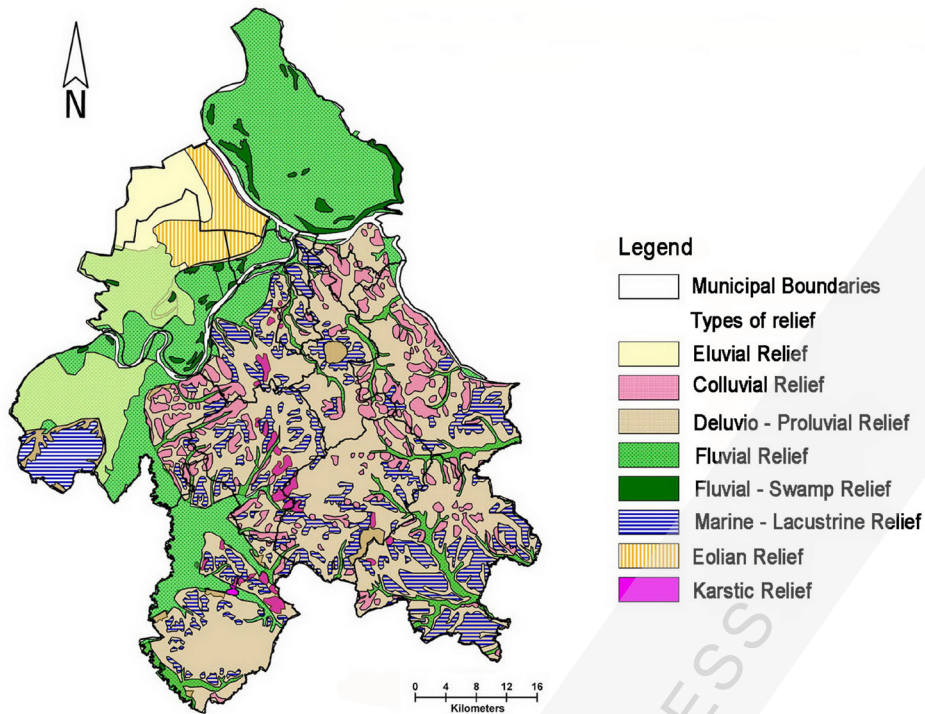 N
Legend
Municipal Boundaries
Types of relief
Eluvial Relief
Colluvial Relief
Deluvio - Proluvial Relief
Fluvial Relief
Fluvial - Swamp Relief
Marine - Lacustrine Relief
Eolian Relief
Karstic Relief
0 4 8 12 16
Kilometers
ESS